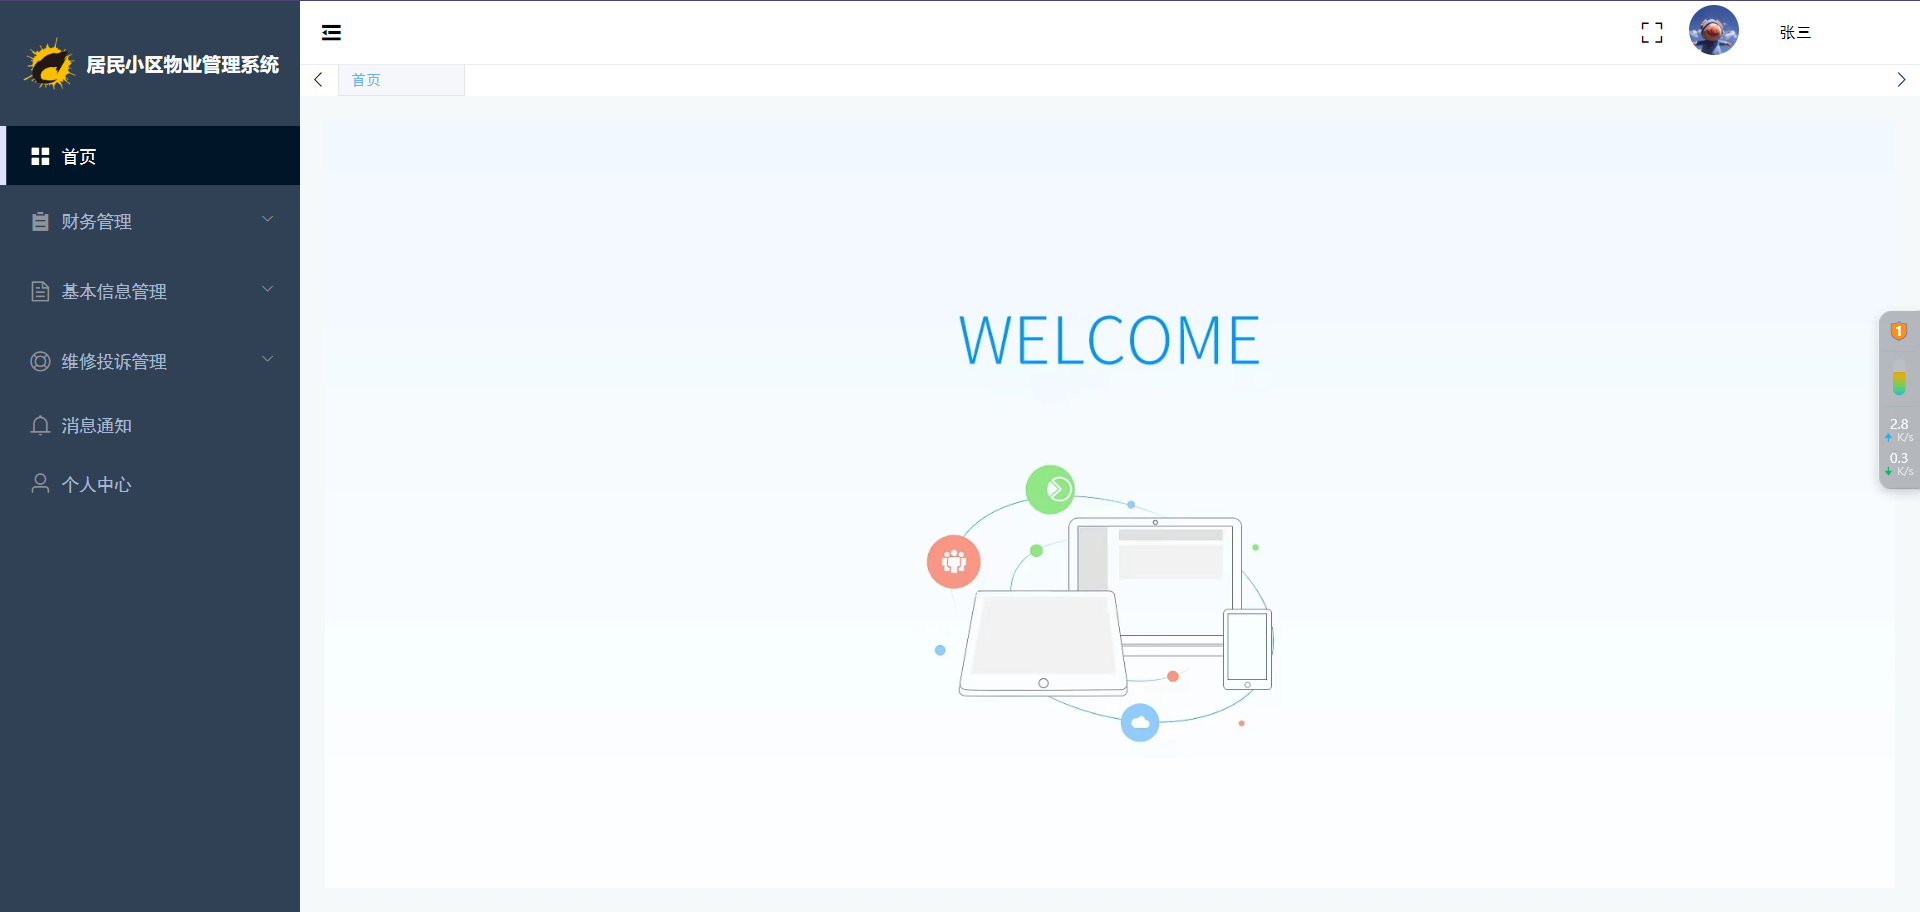 居民小区物业管理系统
张三
首页
首页
财务管理
基本信息管理
维修投诉管理
消息通知
个人中心
WELCOME
1
2.8
K/s
0.3
K/s